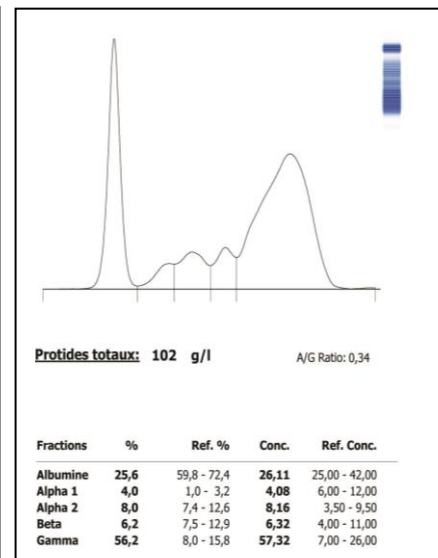 Protides totaux: 102 g/l A/G Ratio: 0,34
Fractions % Ref. % Conc. Ref. Conc.
Albumine 25,6 59,8 - 72,4 26,11 25,00 - 42,00
Alpha 1 4,0 1,0 - 3,2 4,08 6,00 - 12,00
Alpha 2 8,0 7,4 - 12,6 8,16 3,50 - 9,50
Beta 6,2 7,5 - 12,9 6,32 4,00 - 11,00
Gamma 56,2 8,0 - 15,8 57,32 7,00 - 26,00